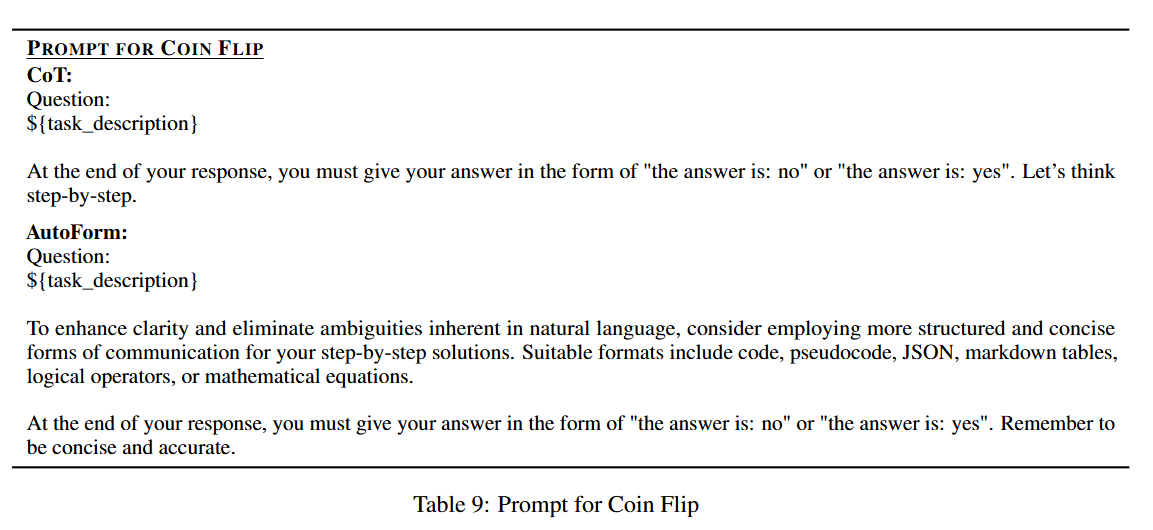 PROMPT FOR COIN FLIP
CoT:
Question:
${task_description}
At the end of your response, you must give your answer in the form of "the answer is: no" or "the answer is: yes". Let’s think
step-by-step.
AutoForm:
Question:
${task_description}
To enhance clarity and eliminate ambiguities inherent in natural language, consider employing more structured and concise
forms of communication for your step-by-step solutions. Suitable formats include code, pseudocode, JSON, markdown tables,
logical operators, or mathematical equations.
At the end of your response, you must give your answer in the form of "the answer is: no" or "the answer is: yes". Remember to
be concise and accurate.
Table 9: Prompt for Coin Flip